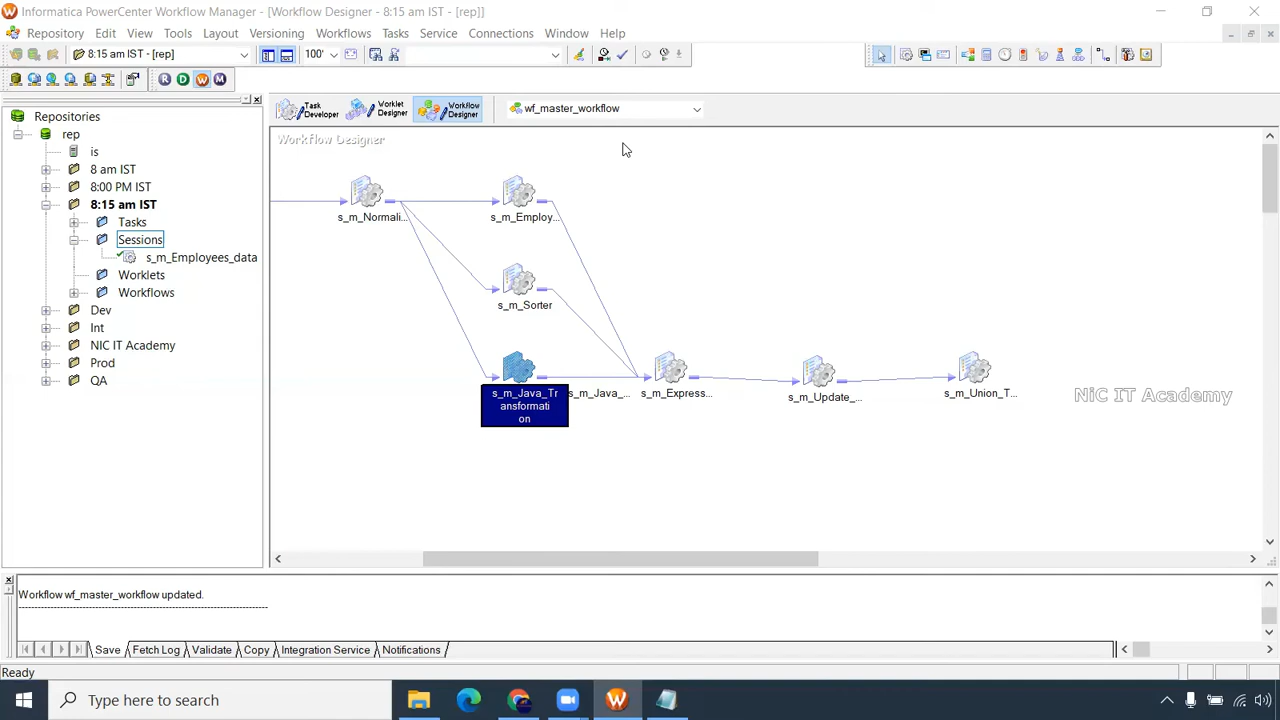 Informatica PowerCenter Workflow Manager - [Workflow Designer - 8:15 am IST - [rep]]
Repository Edit View Tools Layout Versioning Workflows Tasks Service Connections Window Help
8:15 am IST - [rep] 100'
R D W M
Task Developer Worklet Designer Workflow Designer wf_master_workflow
Workflow Designer
Repositories
rep
is
8 am IST
8:00 PM IST
8:15 am IST
Tasks
Sessions
s_m_Employees_data
Worklets
Workflows
Dev
Int
NIC IT Academy
Prod
QA
s_m_Normali... s_m_Employ...
s_m_Sorter
s_m_Java_Tr
ansformati
on
s_m_Java_... s_m_Express... s_m_Update_... s_m_Union_T...
NiC IT Academy
Workflow wf_master_workflow updated.
--------------------------------------------------------------------------------
Save Fetch Log Validate Copy Integration Service Notifications
Ready
Type here to search